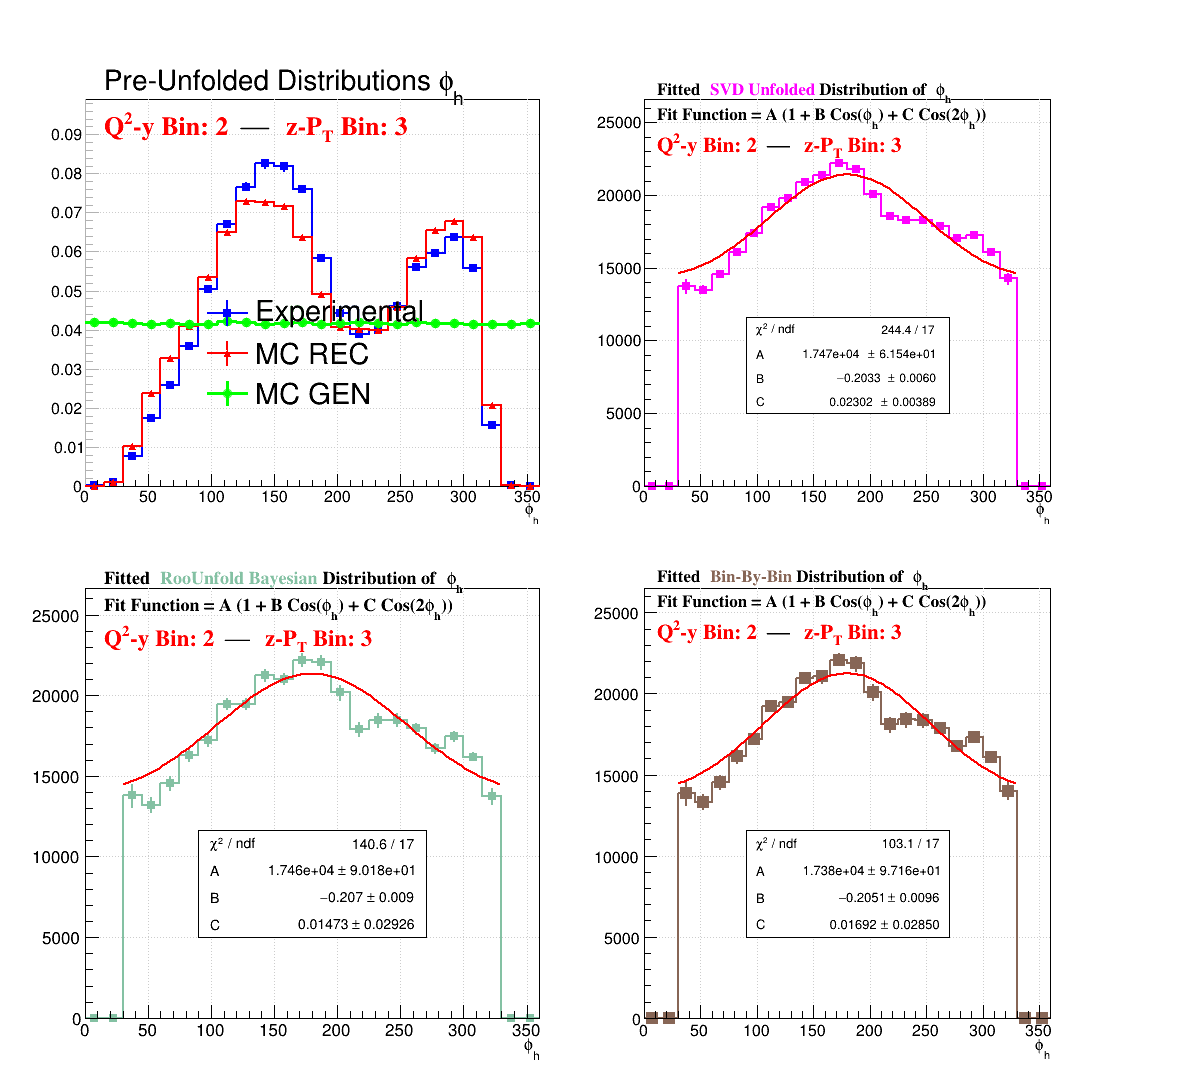 Pre-Unfolded Distributions ϕh
Q2-y Bin: 2 — z-PT Bin: 3
0.09
0.08
0.07
0.06
0.05
0.04
0.03
0.02
0.01
0
Experimental
MC REC
MC GEN
0 50 100 150 200 250 300 350
ϕh
Fitted SVD Unfolded Distribution of ϕh
Fit Function = A (1 + B Cos(ϕh) + C Cos(2ϕh))
Q2-y Bin: 2 — z-PT Bin: 3
25000
20000
15000
10000
5000
0
χ2 / ndf 244.4 / 17
A 1.747e+04 ± 6.154e+01
B −0.2033 ± 0.0060
C 0.02302 ± 0.00389
0 50 100 150 200 250 300 350
ϕh
Fitted RooUnfold Bayesian Distribution of ϕh
Fit Function = A (1 + B Cos(ϕh) + C Cos(2ϕh))
Q2-y Bin: 2 — z-PT Bin: 3
25000
20000
15000
10000
5000
0
χ2 / ndf 140.6 / 17
A 1.746e+04 ± 9.018e+01
B −0.207 ± 0.009
C 0.01473 ± 0.02926
0 50 100 150 200 250 300 350
ϕh
Fitted Bin-By-Bin Distribution of ϕh
Fit Function = A (1 + B Cos(ϕh) + C Cos(2ϕh))
Q2-y Bin: 2 — z-PT Bin: 3
25000
20000
15000
10000
5000
0
χ2 / ndf 103.1 / 17
A 1.738e+04 ± 9.716e+01
B −0.2051 ± 0.0096
C 0.01692 ± 0.02850
0 50 100 150 200 250 300 350
ϕh